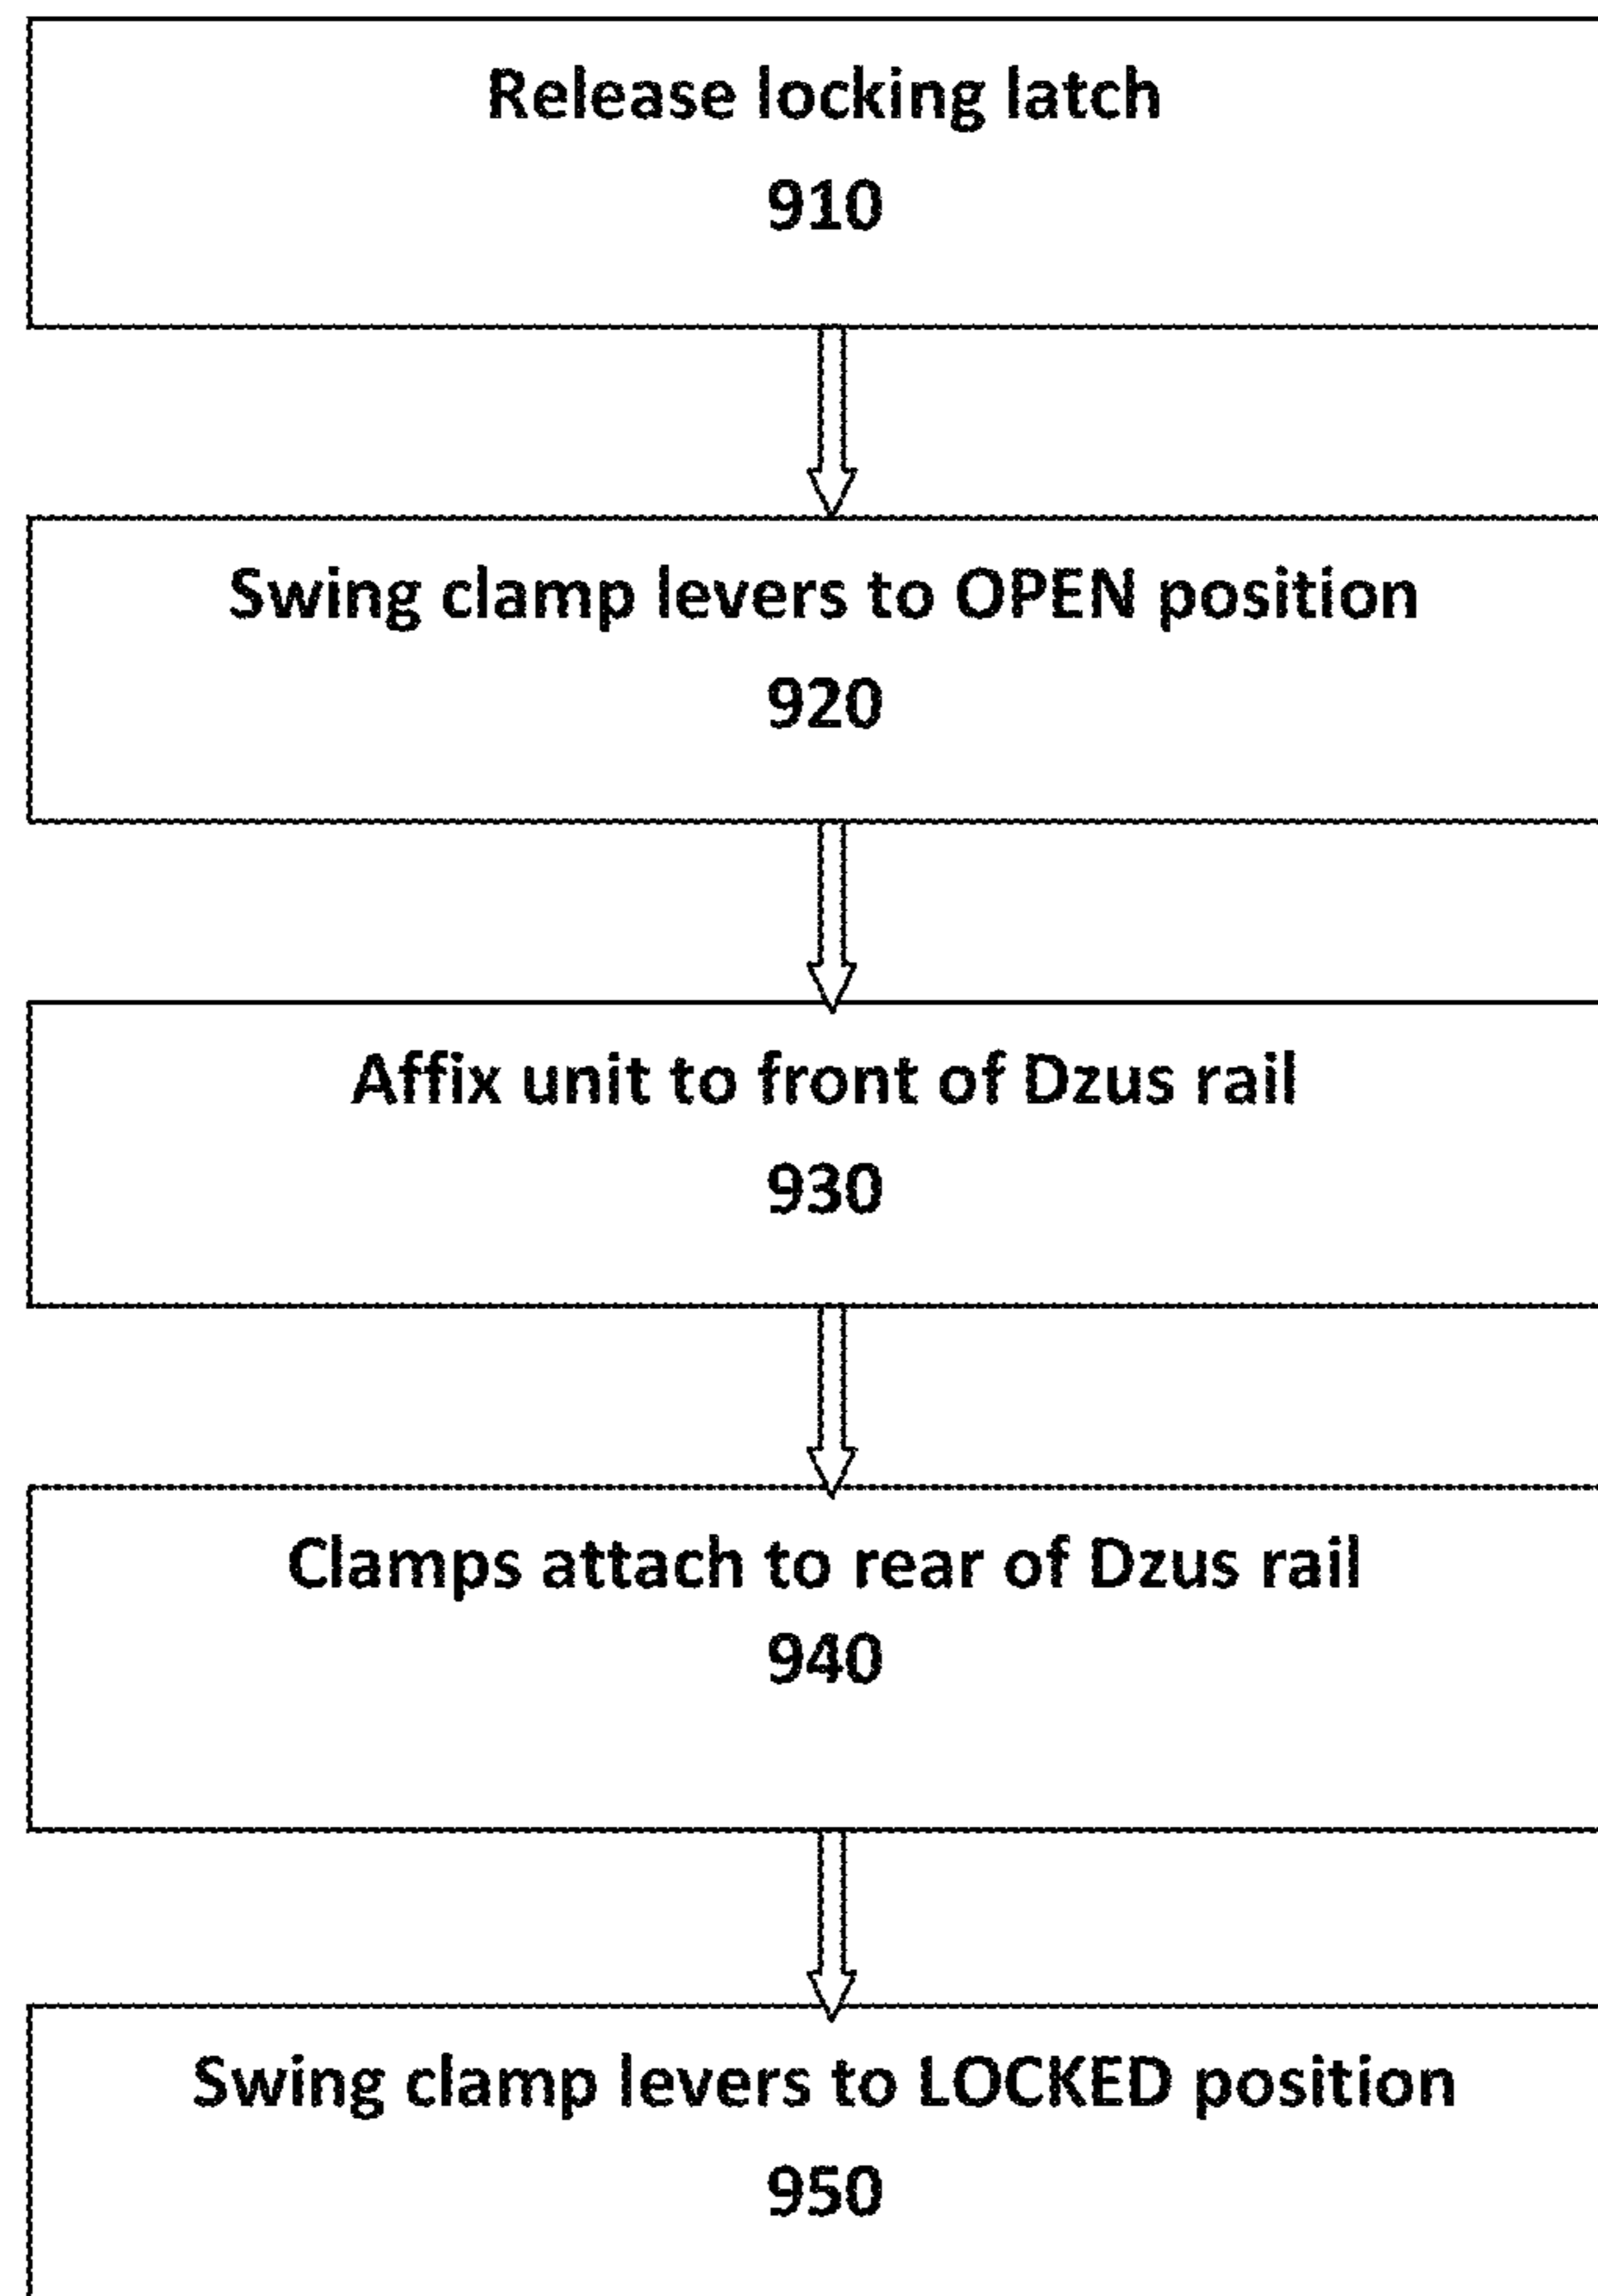 Release locking latch
910
Swing clamp levers to OPEN position
920
Affix unit to front of Dzus rail
930
Clamps attach to rear of Dzus rail
940
Swing clamp levers to LOCKED position
950